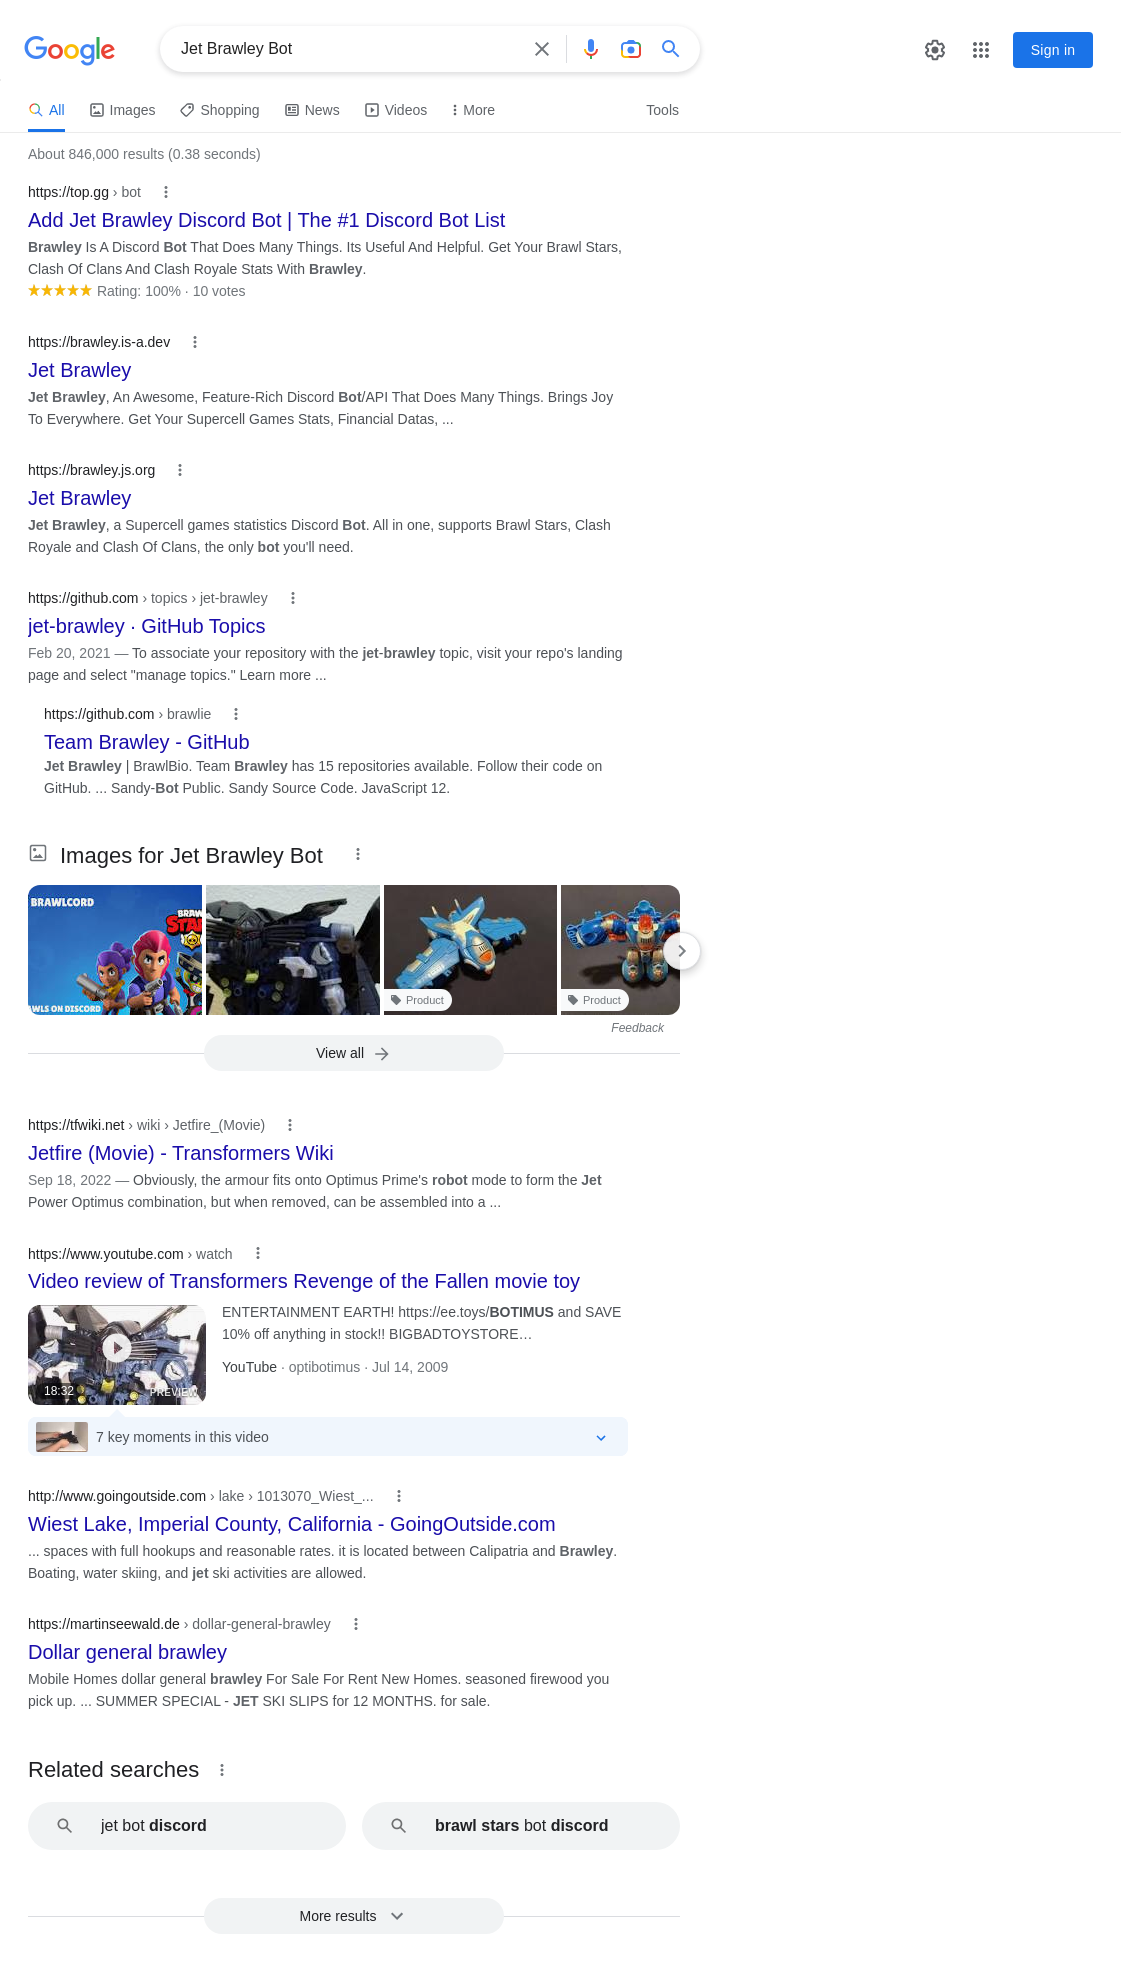 Google
Jet Brawley Bot
Sign in
All
Images
Shopping
News
Videos
More
Tools
About 846,000 results (0.38 seconds)
https://top.gg › bot
Add Jet Brawley Discord Bot | The #1 Discord Bot List
Brawley Is A Discord Bot That Does Many Things. Its Useful And Helpful. Get Your Brawl Stars,
Clash Of Clans And Clash Royale Stats With Brawley.
Rating: 100% · 10 votes
https://brawley.is-a.dev
Jet Brawley
Jet Brawley, An Awesome, Feature-Rich Discord Bot/API That Does Many Things. Brings Joy
To Everywhere. Get Your Supercell Games Stats, Financial Datas, ...
https://brawley.js.org
Jet Brawley
Jet Brawley, a Supercell games statistics Discord Bot. All in one, supports Brawl Stars, Clash
Royale and Clash Of Clans, the only bot you'll need.
https://github.com › topics › jet-brawley
jet-brawley · GitHub Topics
Feb 20, 2021 — To associate your repository with the jet-brawley topic, visit your repo's landing
page and select "manage topics." Learn more ...
https://github.com › brawlie
Team Brawley - GitHub
Jet Brawley | BrawlBio. Team Brawley has 15 repositories available. Follow their code on
GitHub. ... Sandy-Bot Public. Sandy Source Code. JavaScript 12.
Images for Jet Brawley Bot
BRAWLCORD
BRAW
STA
AWLS ON DISCORD
Product
Product
Feedback
View all
https://tfwiki.net › wiki › Jetfire_(Movie)
Jetfire (Movie) - Transformers Wiki
Sep 18, 2022 — Obviously, the armour fits onto Optimus Prime's robot mode to form the Jet
Power Optimus combination, but when removed, can be assembled into a ...
https://www.youtube.com › watch
Video review of Transformers Revenge of the Fallen movie toy
ENTERTAINMENT EARTH! https://ee.toys/BOTIMUS and SAVE
10% off anything in stock!! BIGBADTOYSTORE…
YouTube · optibotimus · Jul 14, 2009
18:32
PREVIEW
7 key moments in this video
http://www.goingoutside.com › lake › 1013070_Wiest_...
Wiest Lake, Imperial County, California - GoingOutside.com
... spaces with full hookups and reasonable rates. it is located between Calipatria and Brawley.
Boating, water skiing, and jet ski activities are allowed.
https://martinseewald.de › dollar-general-brawley
Dollar general brawley
Mobile Homes dollar general brawley For Sale For Rent New Homes. seasoned firewood you
pick up. ... SUMMER SPECIAL - JET SKI SLIPS for 12 MONTHS. for sale.
Related searches
jet bot discord
brawl stars bot discord
More results